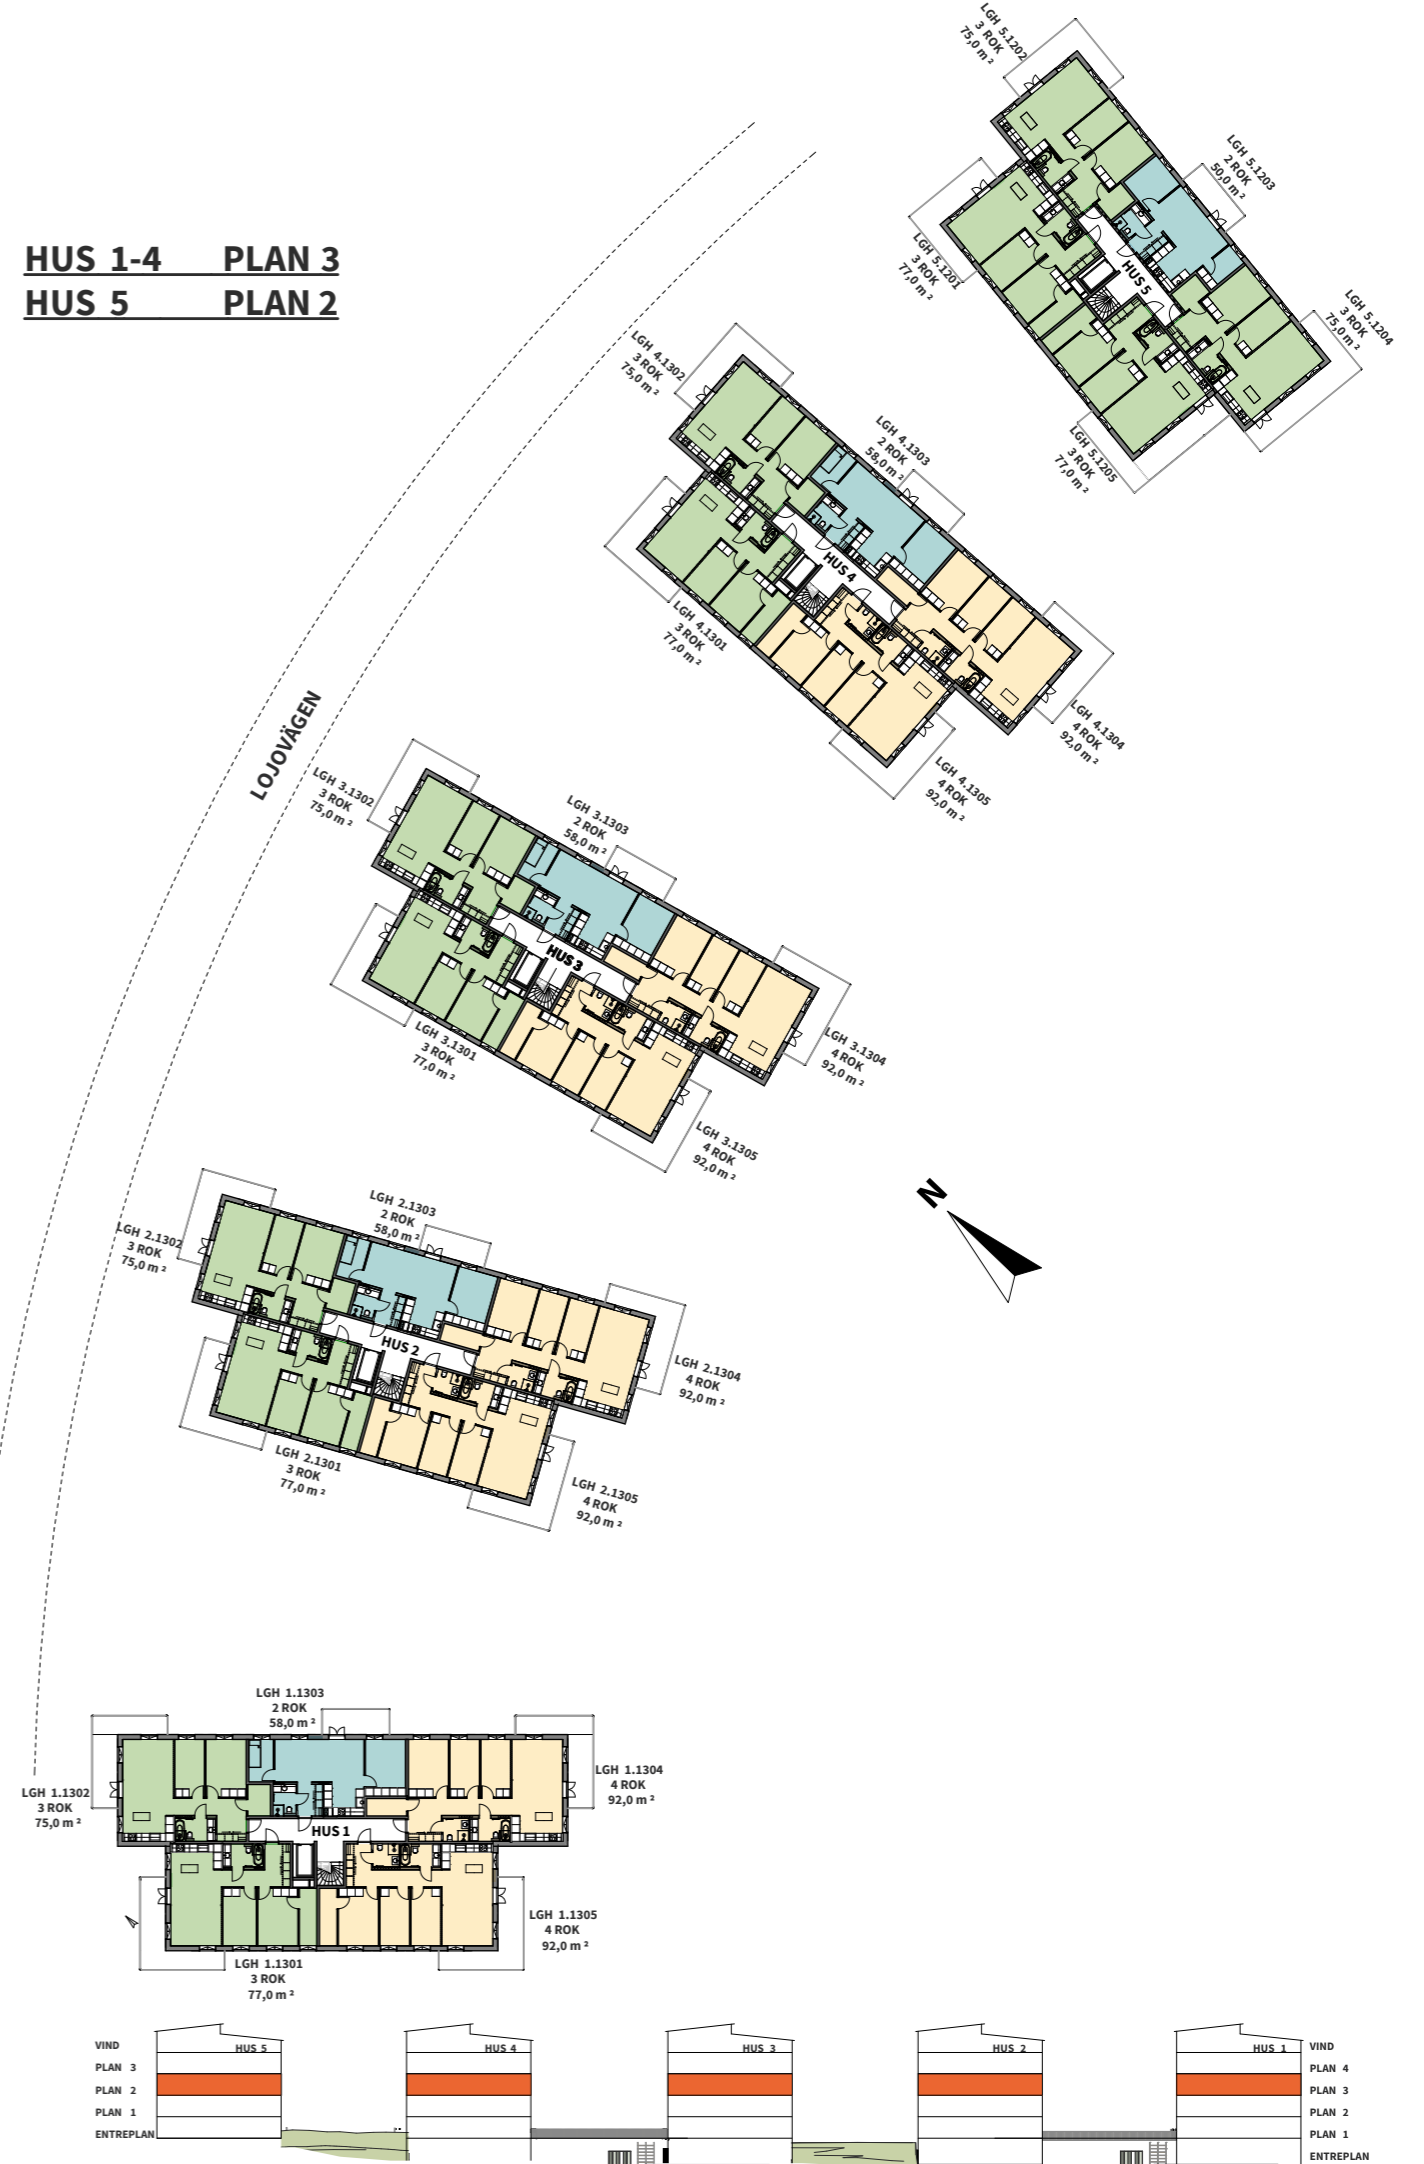 HUS 1-4 PLAN 3
HUS 5 PLAN 2
LGH 5.1202
3 ROK
75,0 m²
LGH 5.1203
2 ROK
50,0 m²
LGH 5.1201
3 ROK
77,0 m²
HUS 5
LGH 5.1204
3 ROK
75,0 m²
LGH 5.1205
3 ROK
77,0 m²
LGH 4.1302
3 ROK
75,0 m²
LGH 4.1303
2 ROK
58,0 m²
HUS 4
LGH 4.1301
3 ROK
77,0 m²
LGH 4.1304
4 ROK
92,0 m²
LGH 4.1305
4 ROK
92,0 m²
LOJOVÄGEN
LGH 3.1302
3 ROK
75,0 m²
LGH 3.1303
2 ROK
58,0 m²
HUS 3
LGH 3.1301
3 ROK
77,0 m²
LGH 3.1304
4 ROK
92,0 m²
LGH 3.1305
4 ROK
92,0 m²
N
LGH 2.1302
3 ROK
75,0 m²
LGH 2.1303
2 ROK
58,0 m²
HUS 2
LGH 2.1304
4 ROK
92,0 m²
LGH 2.1301
3 ROK
77,0 m²
LGH 2.1305
4 ROK
92,0 m²
LGH 1.1303
2 ROK
58,0 m²
LGH 1.1302
3 ROK
75,0 m²
LGH 1.1304
4 ROK
92,0 m²
HUS 1
LGH 1.1305
4 ROK
92,0 m²
LGH 1.1301
3 ROK
77,0 m²
VIND HUS 5 HUS 4 HUS 3 HUS 2 HUS 1 VIND
PLAN 3 PLAN 4
PLAN 2 PLAN 3
PLAN 1 PLAN 2
ENTREPLAN PLAN 1
ENTREPLAN